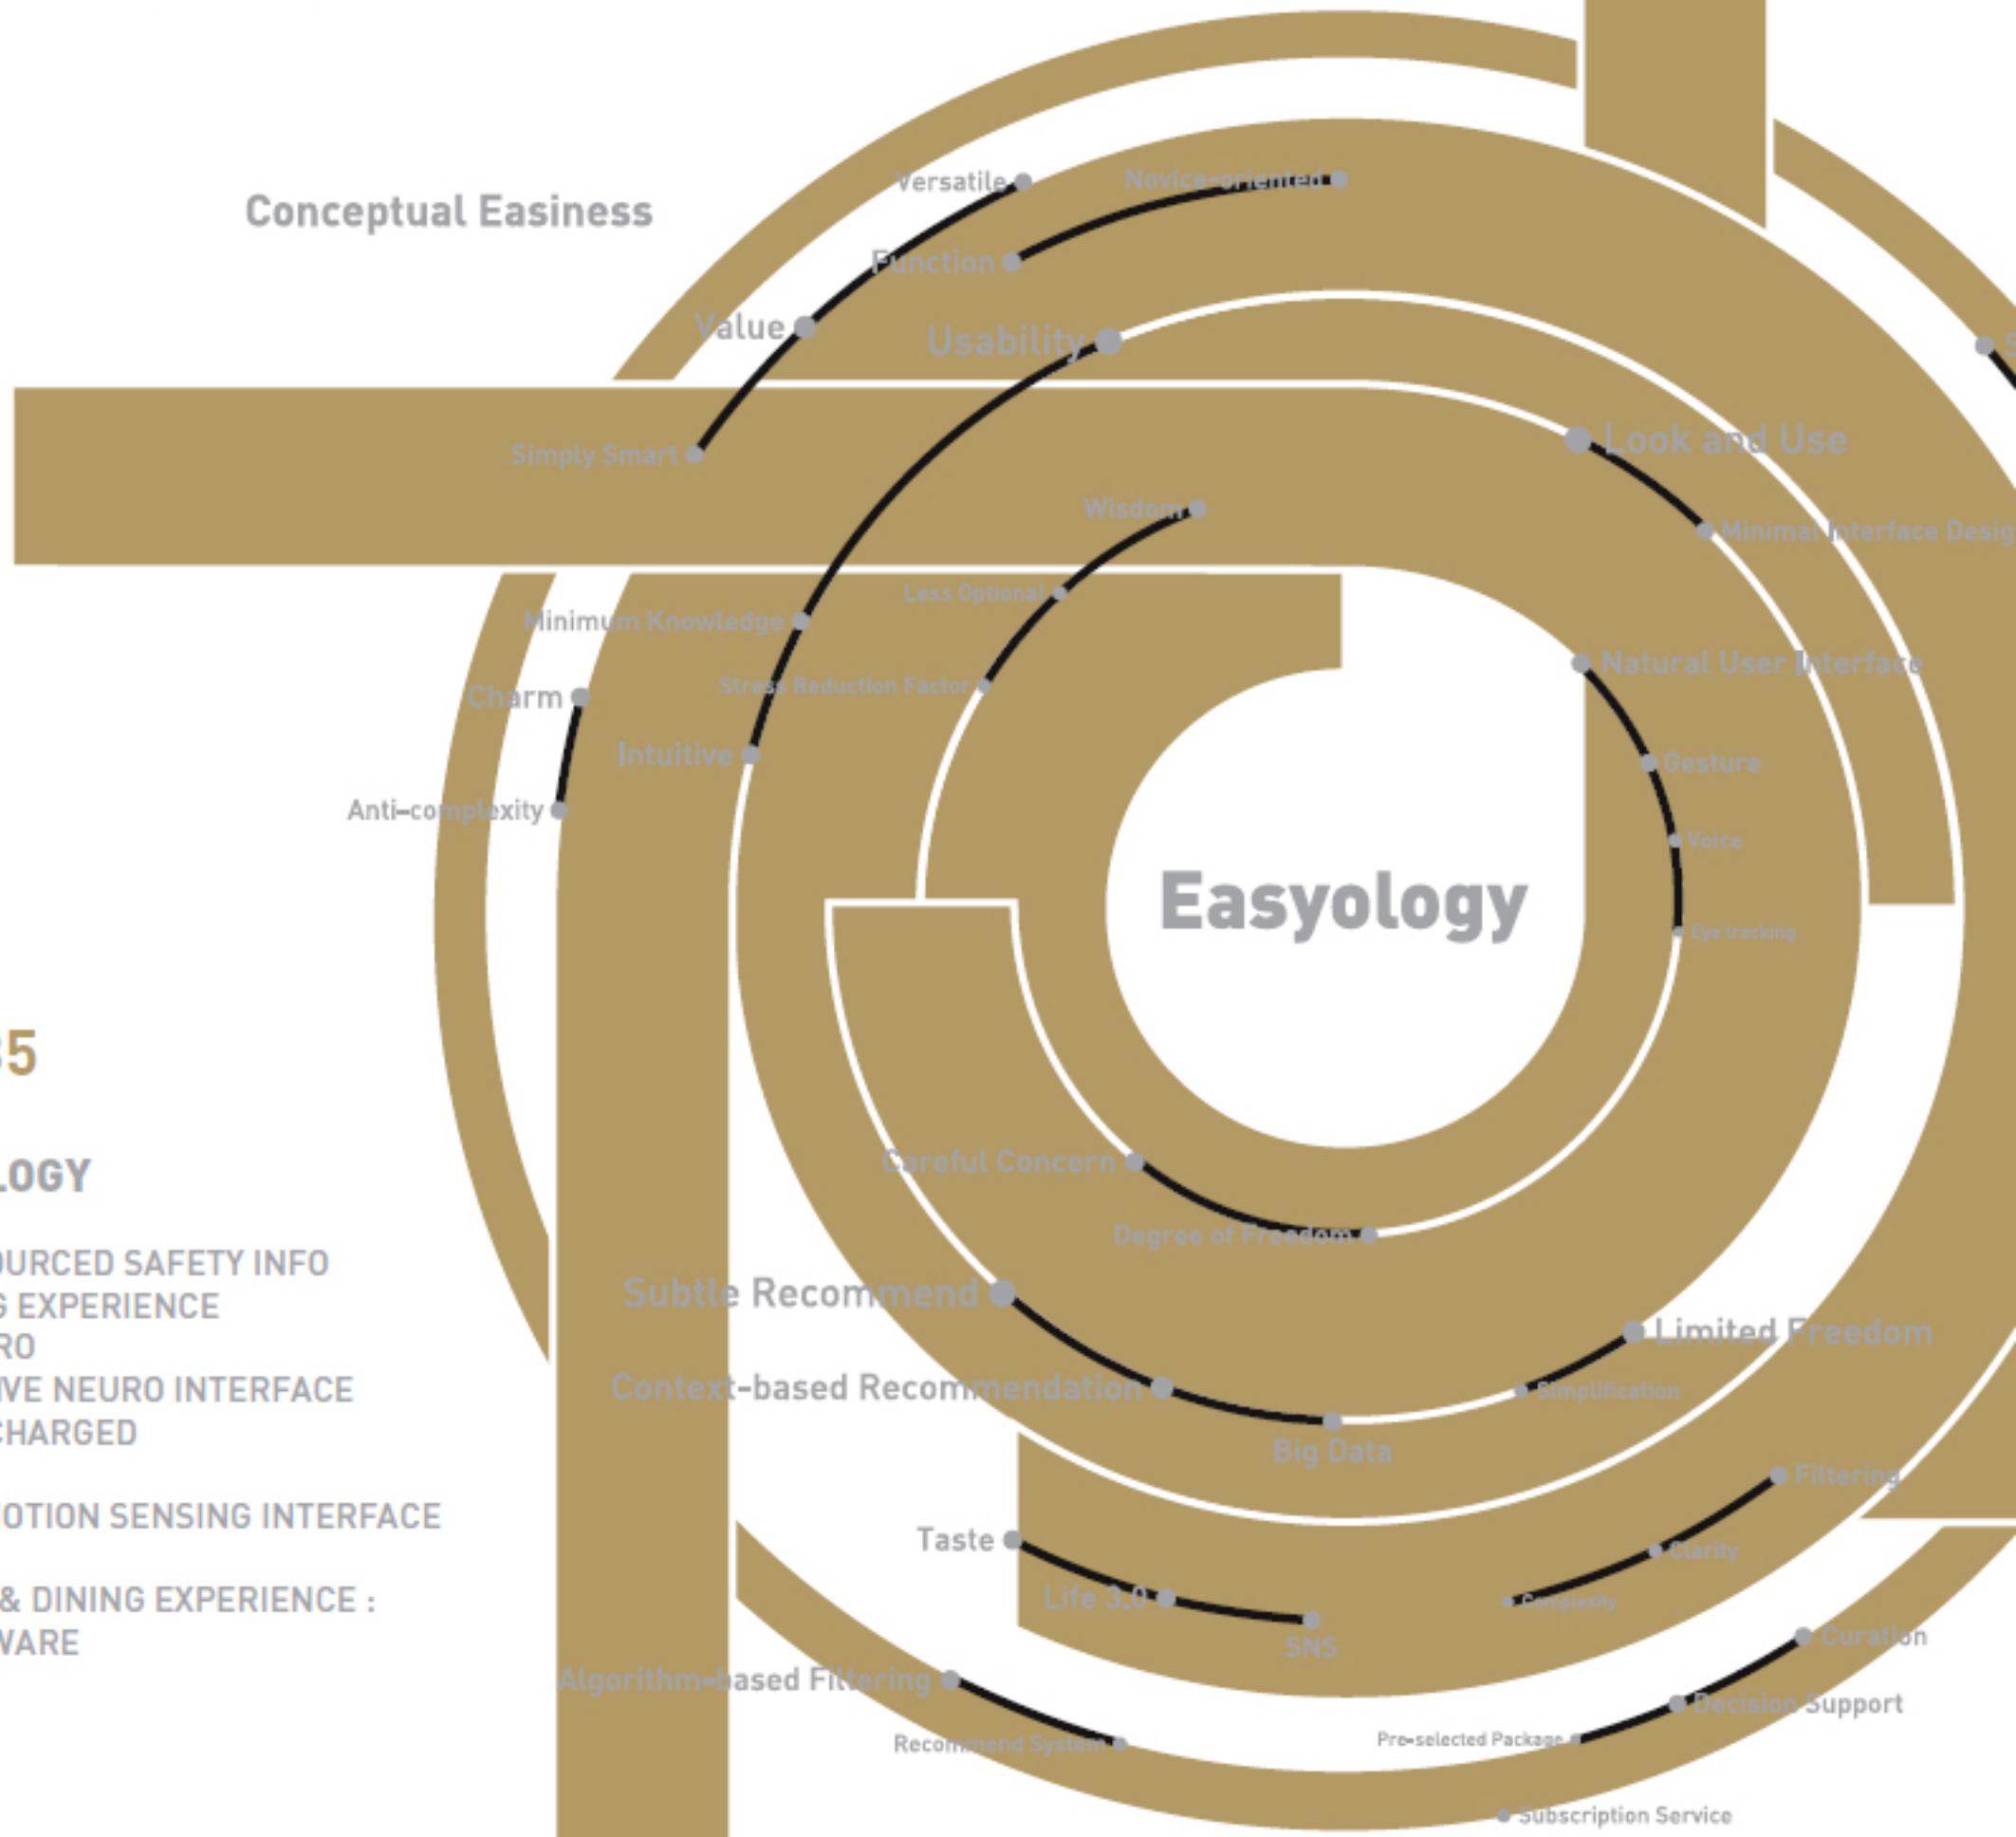 Versatile
Novice-oriented
Conceptual Easiness
Function
Value
Usability
Look and Use
Simply Smart
Wisdom
Minimal Interface Desig
Less Optional
Minimum Knowledge
Natural User Interface
Stress Reduction Factor
Charm
Intuitive
Gesture
Anti-complexity
Voice
Easyology
Eye tracking
35
LOGY
Careful Concern
Degree of Freedom
OURCED SAFETY INFO
Subtle Recommend
G EXPERIENCE
Limited Freedom
RO
IVE NEURO INTERFACE
Context-based Recommendation
Simplification
CHARGED
Big Data
Filtering
OTION SENSING INTERFACE
Taste
Clarity
& DINING EXPERIENCE :
Life 3.0
Complexity
WARE
SNS
Curation
Algorithm-based Filtering
Decision Support
Recommend System
Pre-selected Package
Subscription Service